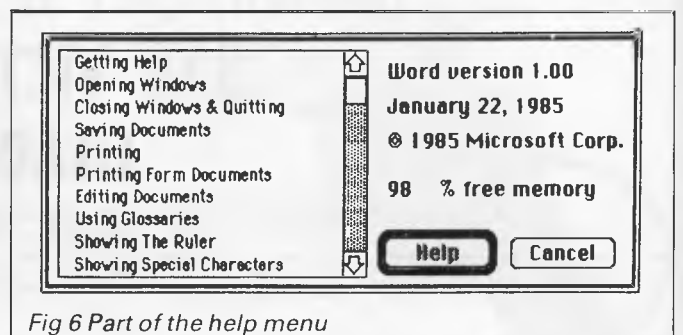 Getting Help
Opening Windows
Closing Windows & Quitting
Saving Documents
Printing
Printing Form Documents
Editing Documents
Using Glossaries
Showing The Ruler
Showing Special Characters
Word version 1.00
January 22, 1985
© 1985 Microsoft Corp.
98 % free memory
Help
Cancel
Fig 6 Part of the help menu